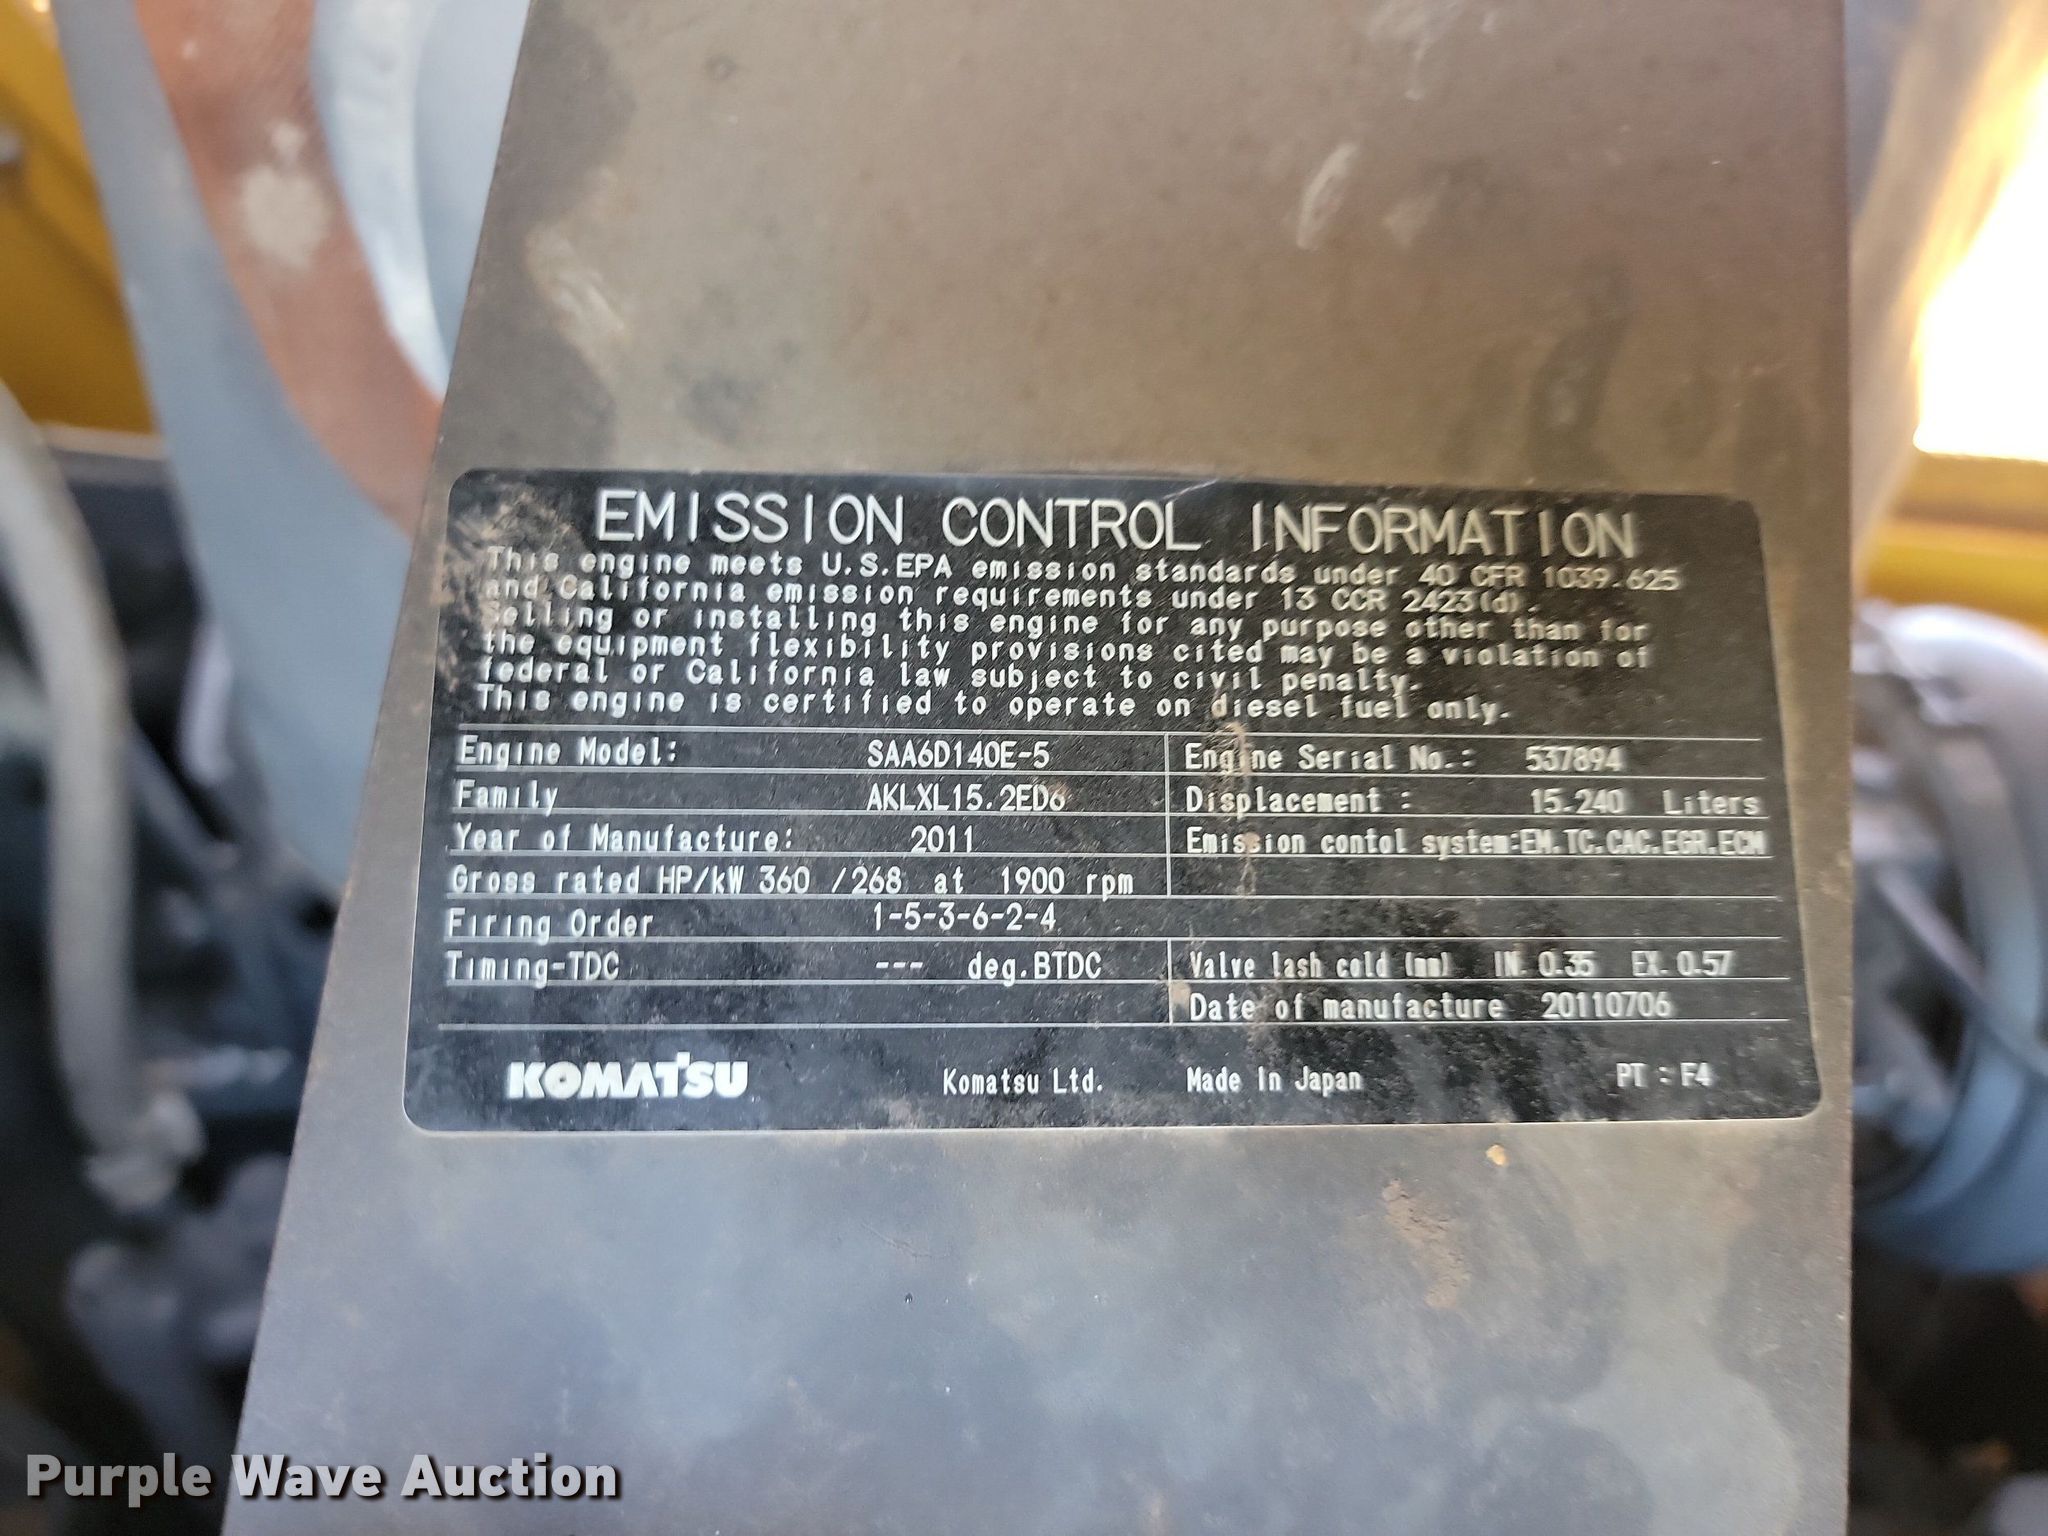 EMISSION CONTROL INFORMATION
This engine meets U.S.EPA emission standards under 40 CFR 1039.625
and California emission requirements under 13 CCR 2423(d).
Selling or installing this engine for any purpose other than for
the equipment flexibility provisions cited may be a violation of
federal or California law subject to civil penalty.
This engine is certified to operate on diesel fuel only.
Engine Model: SAA6D140E-5 Engine Serial No.: 537894
Family AKLXL15.2ED6 Displacement : 15.240 Liters
Year of Manufacture: 2011 Emission contol system:EM.TC.CAC.EGR.ECM
Gross rated HP/kW 360 /268 at 1900 rpm
Firing Order 1-5-3-6-2-4
Timing-TDC --- deg.BTDC Valve lash cold (mm) IN. 0.35 EX. 0.57
Date of manufacture 20110706
KOMATSU Komatsu Ltd. Made In Japan PT : F4
Purple Wave Auction